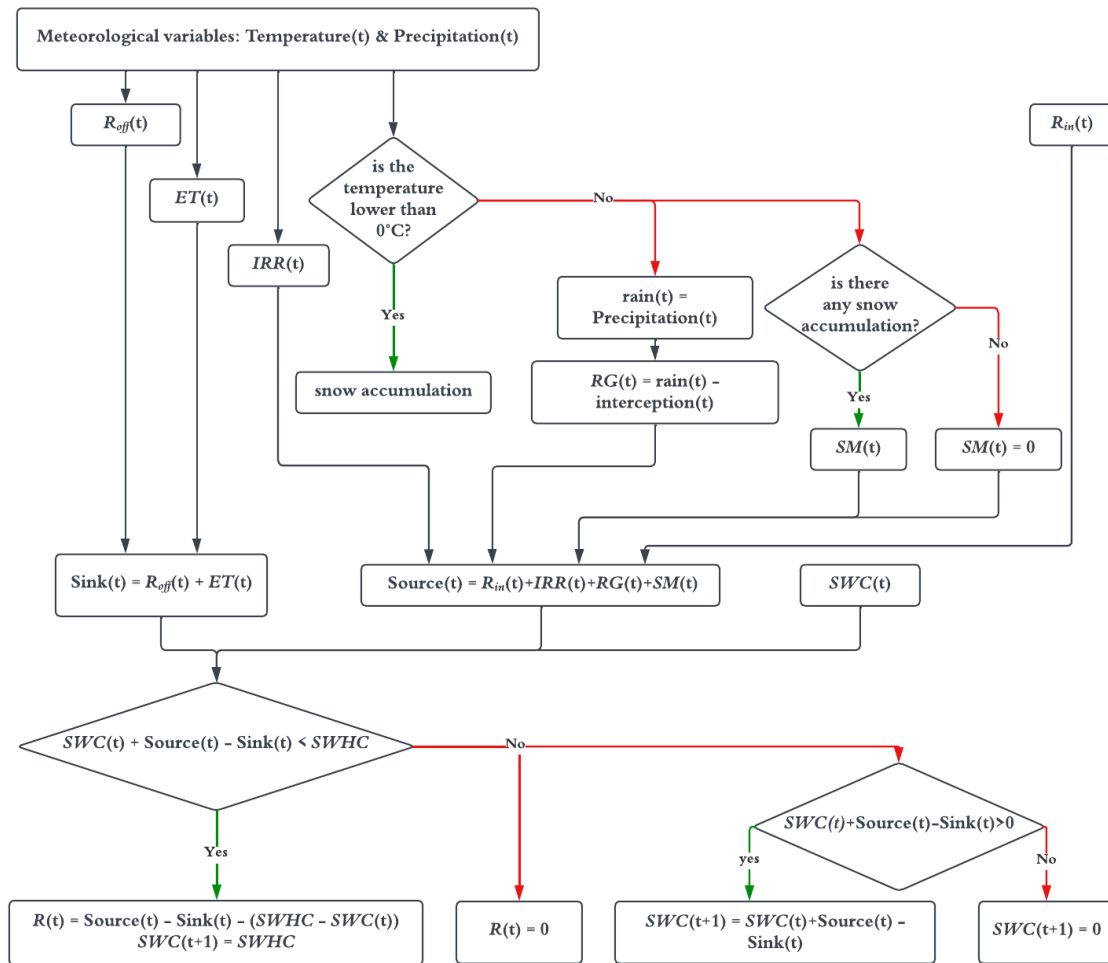 Meteorological variables: Temperature(t) & Precipitation(t)
R_off(t)
R_in(t)
ET(t)
is the
temperature
lower than
0°C?
No
IRR(t)
rain(t) =
Precipitation(t)
is there
any snow
accumulation?
Yes
No
snow accumulation
RG(t) = rain(t) –
interception(t)
Yes
SM(t)
SM(t) = 0
Sink(t) = R_off(t) + ET(t)
Source(t) = R_in(t)+IRR(t)+RG(t)+SM(t)
SWC(t)
SWC(t) + Source(t) – Sink(t) < SWHC
No
SWC(t)+Source(t)–Sink(t)>0
Yes
yes
No
R(t) = Source(t) – Sink(t) – (SWHC – SWC(t))
SWC(t+1) = SWHC
R(t) = 0
SWC(t+1) = SWC(t)+Source(t) –
Sink(t)
SWC(t+1) = 0